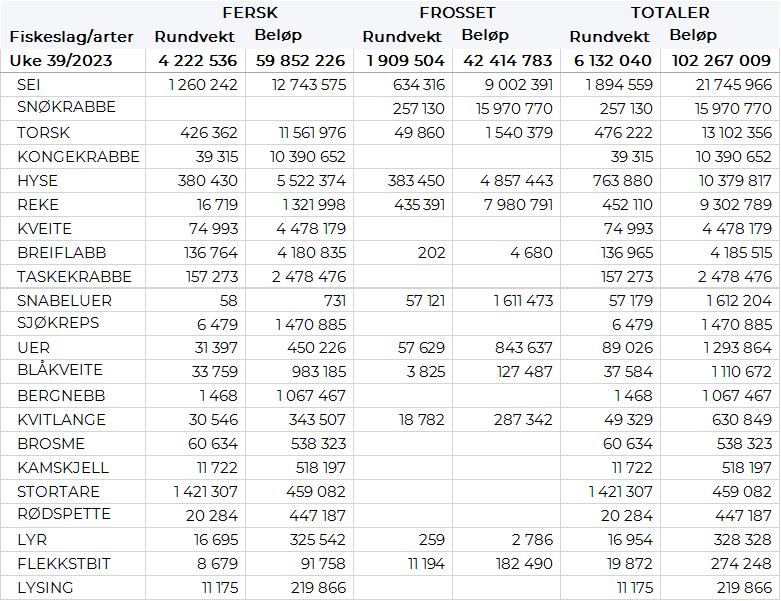 FERSK FROSSET TOTALER
Fiskeslag/arter Rundvekt Beløp Rundvekt Beløp Rundvekt Beløp
Uke 39/2023 4 222 536 59 852 226 1 909 504 42 414 783 6 132 040 102 267 009
SEI 1 260 242 12 743 575 634 316 9 002 391 1 894 559 21 745 966
SNØKRABBE 257 130 15 970 770 257 130 15 970 770
TORSK 426 362 11 561 976 49 860 1 540 379 476 222 13 102 356
KONGEKRABBE 39 315 10 390 652 39 315 10 390 652
HYSE 380 430 5 522 374 383 450 4 857 443 763 880 10 379 817
REKE 16 719 1 321 998 435 391 7 980 791 452 110 9 302 789
KVEITE 74 993 4 478 179 74 993 4 478 179
BREIFLABB 136 764 4 180 835 202 4 680 136 965 4 185 515
TASKEKRABBE 157 273 2 478 476 157 273 2 478 476
SNABELUER 58 731 57 121 1 611 473 57 179 1 612 204
SJØKREPS 6 479 1 470 885 6 479 1 470 885
UER 31 397 450 226 57 629 843 637 89 026 1 293 864
BLÅKVEITE 33 759 983 185 3 825 127 487 37 584 1 110 672
BERGNEBB 1 468 1 067 467 1 468 1 067 467
KVITLANGE 30 546 343 507 18 782 287 342 49 329 630 849
BROSME 60 634 538 323 60 634 538 323
KAMSKJELL 11 722 518 197 11 722 518 197
STORTARE 1 421 307 459 082 1 421 307 459 082
RØDSPETTE 20 284 447 187 20 284 447 187
LYR 16 695 325 542 259 2 786 16 954 328 328
FLEKKSTBIT 8 679 91 758 11 194 182 490 19 872 274 248
LYSING 11 175 219 866 11 175 219 866